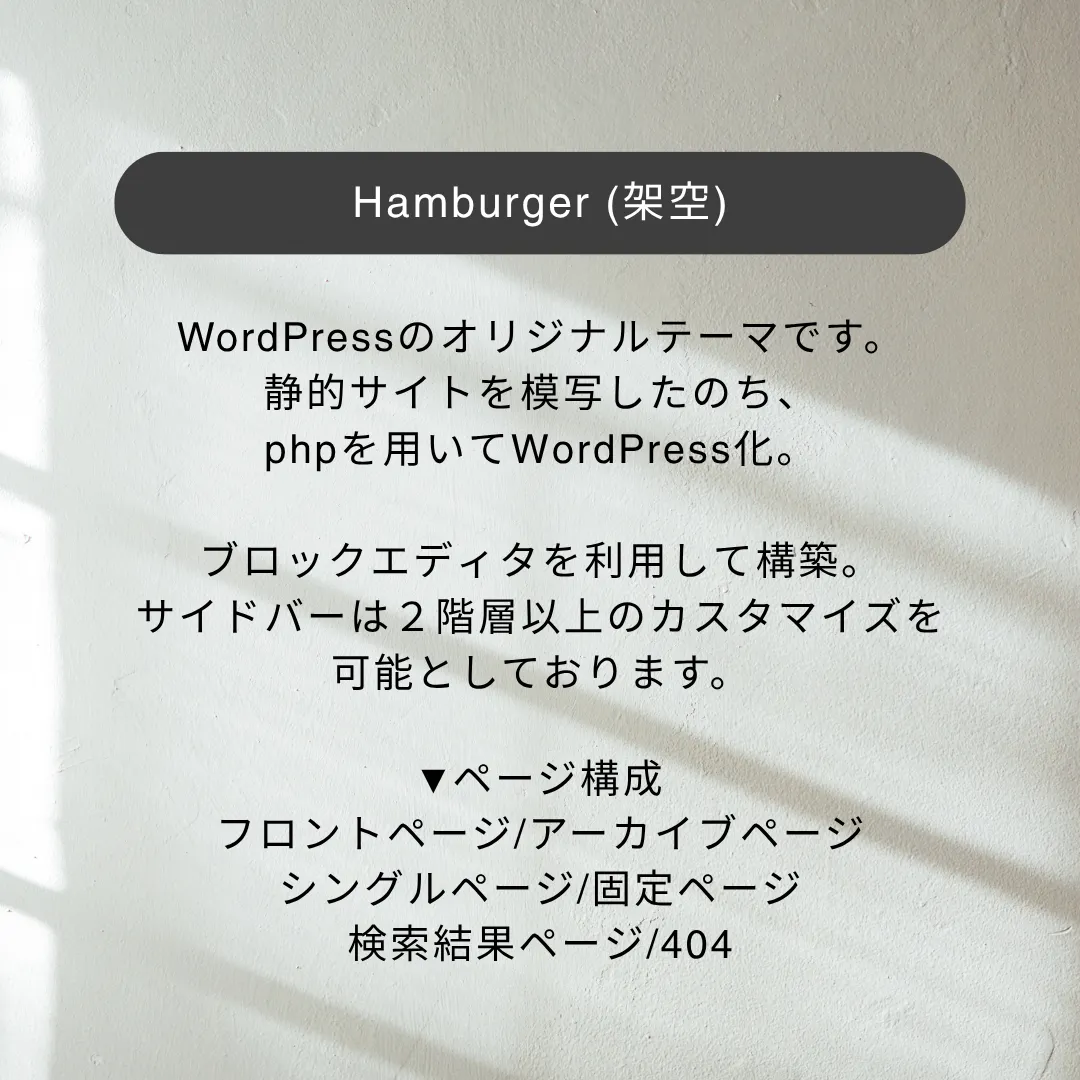 Hamburger (架空)
WordPressのオリジナルテーマです。
静的サイトを模写したのち、
phpを用いてWordPress化。
ブロックエディタを利用して構築。
サイドバーは２階層以上のカスタマイズを
可能としております。
▼ページ構成
フロントページ/アーカイブページ
シングルページ/固定ページ
検索結果ページ/404